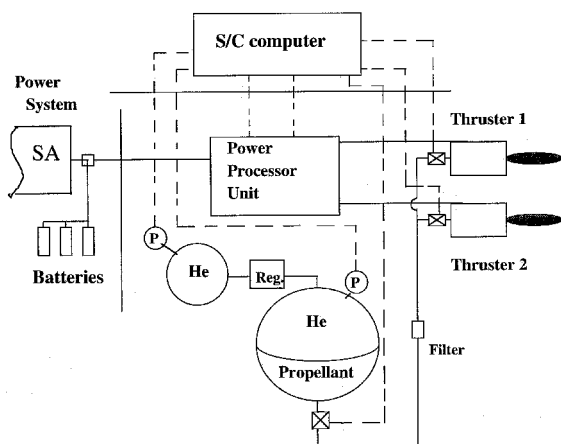 S/C computer
Power
System
SA
Batteries
Power
Processor
Unit
Thruster 1
Thruster 2
P
He
Reg.
P
He
Propellant
Filter